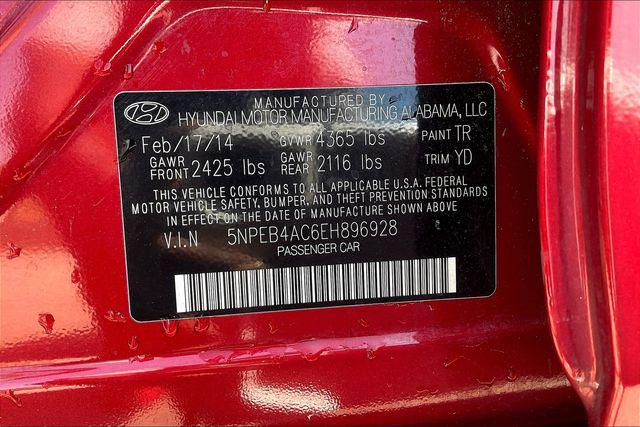 MANUFACTURED BY
HYUNDAI MOTOR MANUFACTURING ALABAMA, LLC
Feb/17/14 GVWR 4365 lbs PAINT TR
GAWR FRONT 2425 lbs GAWR REAR 2116 lbs TRIM YD
THIS VEHICLE CONFORMS TO ALL APPLICABLE U.S.A. FEDERAL
MOTOR VEHICLE SAFETY, BUMPER, AND THEFT PREVENTION STANDARDS
IN EFFECT ON THE DATE OF MANUFACTURE SHOWN ABOVE
V.I.N 5NPEB4AC6EH896928
PASSENGER CAR